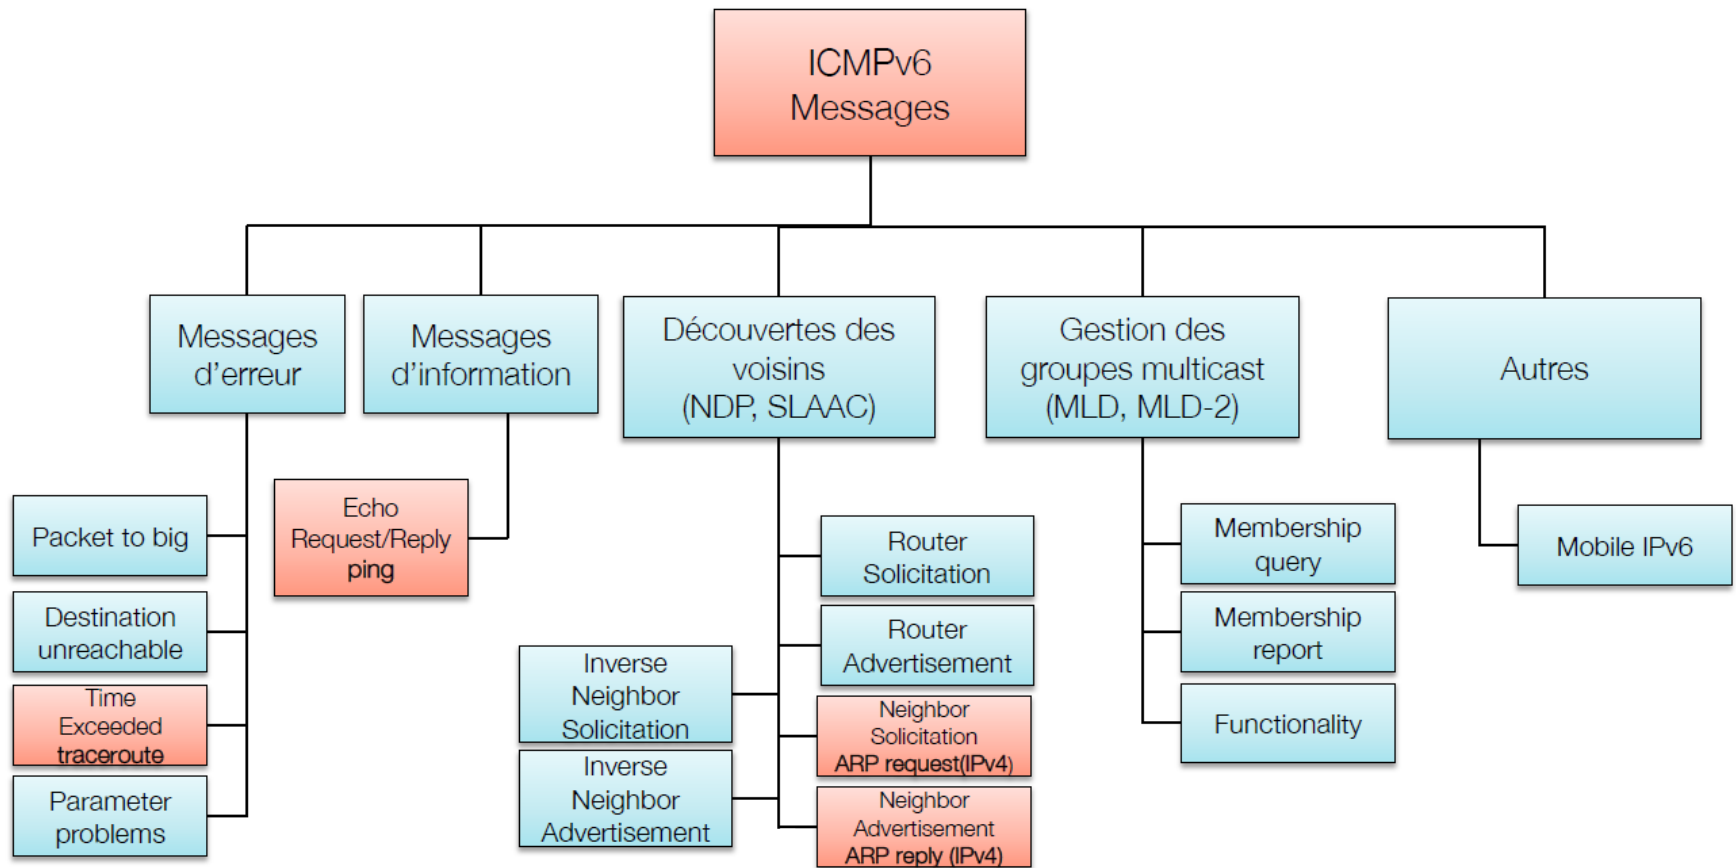 ICMPv6
Messages
Messages
d'erreur
Messages
d'information
Découvertes des
voisins
(NDP, SLAAC)
Gestion des
groupes multicast
(MLD, MLD-2)
Autres
Packet to big
Destination
unreachable
Time
Exceeded
traceroute
Parameter
problems
Echo
Request/Reply
ping
Router
Solicitation
Router
Advertisement
Inverse
Neighbor
Solicitation
Neighbor
Solicitation
ARP request(IPv4)
Inverse
Neighbor
Advertisement
Neighbor
Advertisement
ARP reply (IPv4)
Membership
query
Membership
report
Functionality
Mobile IPv6